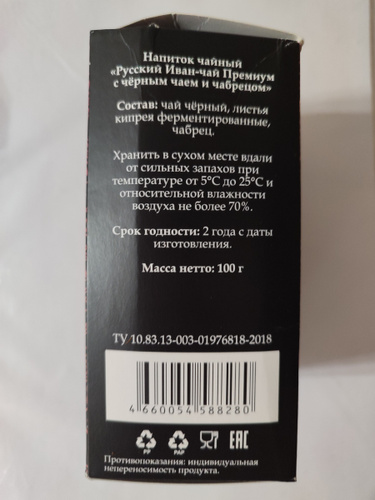 Напиток чайный
«Русский Иван-чай Премиум
с чёрным чаем и чабрецом»
Состав: чай чёрный, листья
кипрея ферментированные,
чабрец.
Хранить в сухом месте вдали
от сильных запахов при
температуре от 5°С до 25°С и
относительной влажности
воздуха не более 70%.
Срок годности: 2 года с даты
изготовления.
Масса нетто: 100 г
ТУ 10.83.13-003-01976818-2018
4 660054 588280
PP PAP EAC
Противопоказания: индивидуальная
непереносимость продукта.